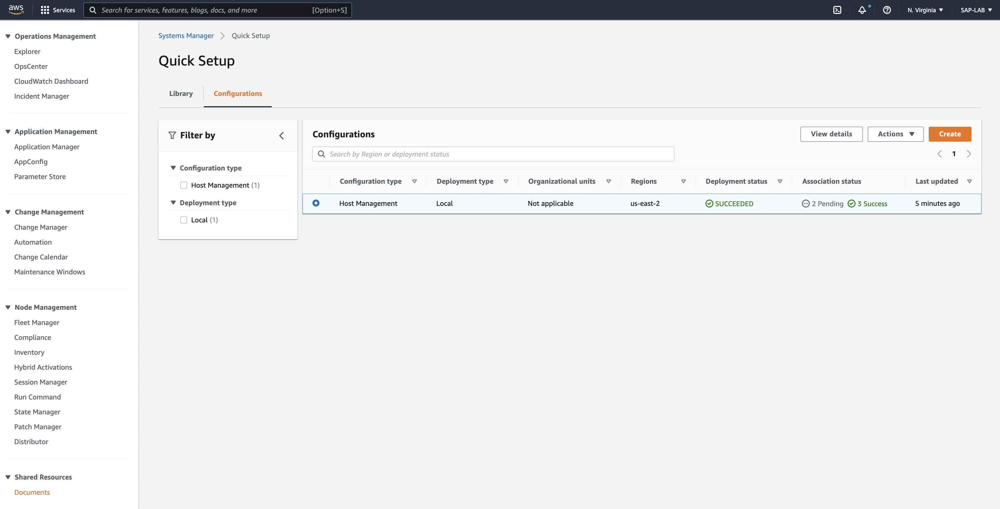 aws
Services
Search for services, features, blogs, docs, and more [Option+S]
N. Virginia
SAP-LAB
Operations Management
Explorer
OpsCenter
CloudWatch Dashboard
Incident Manager
Application Management
Application Manager
AppConfig
Parameter Store
Change Management
Change Manager
Automation
Change Calendar
Maintenance Windows
Node Management
Fleet Manager
Compliance
Inventory
Hybrid Activations
Session Manager
Run Command
State Manager
Patch Manager
Distributor
Shared Resources
Documents
Systems Manager Quick Setup
Quick Setup
Library Configurations
Filter by
Configuration type
Host Management (1)
Deployment type
Local (1)
Configurations
View details Actions Create
Search by Region or deployment status
1
Configuration type Deployment type Organizational units Regions Deployment status Association status Last updated
Host Management Local Not applicable us-east-2 SUCCEEDED 2 Pending 3 Success 5 minutes ago